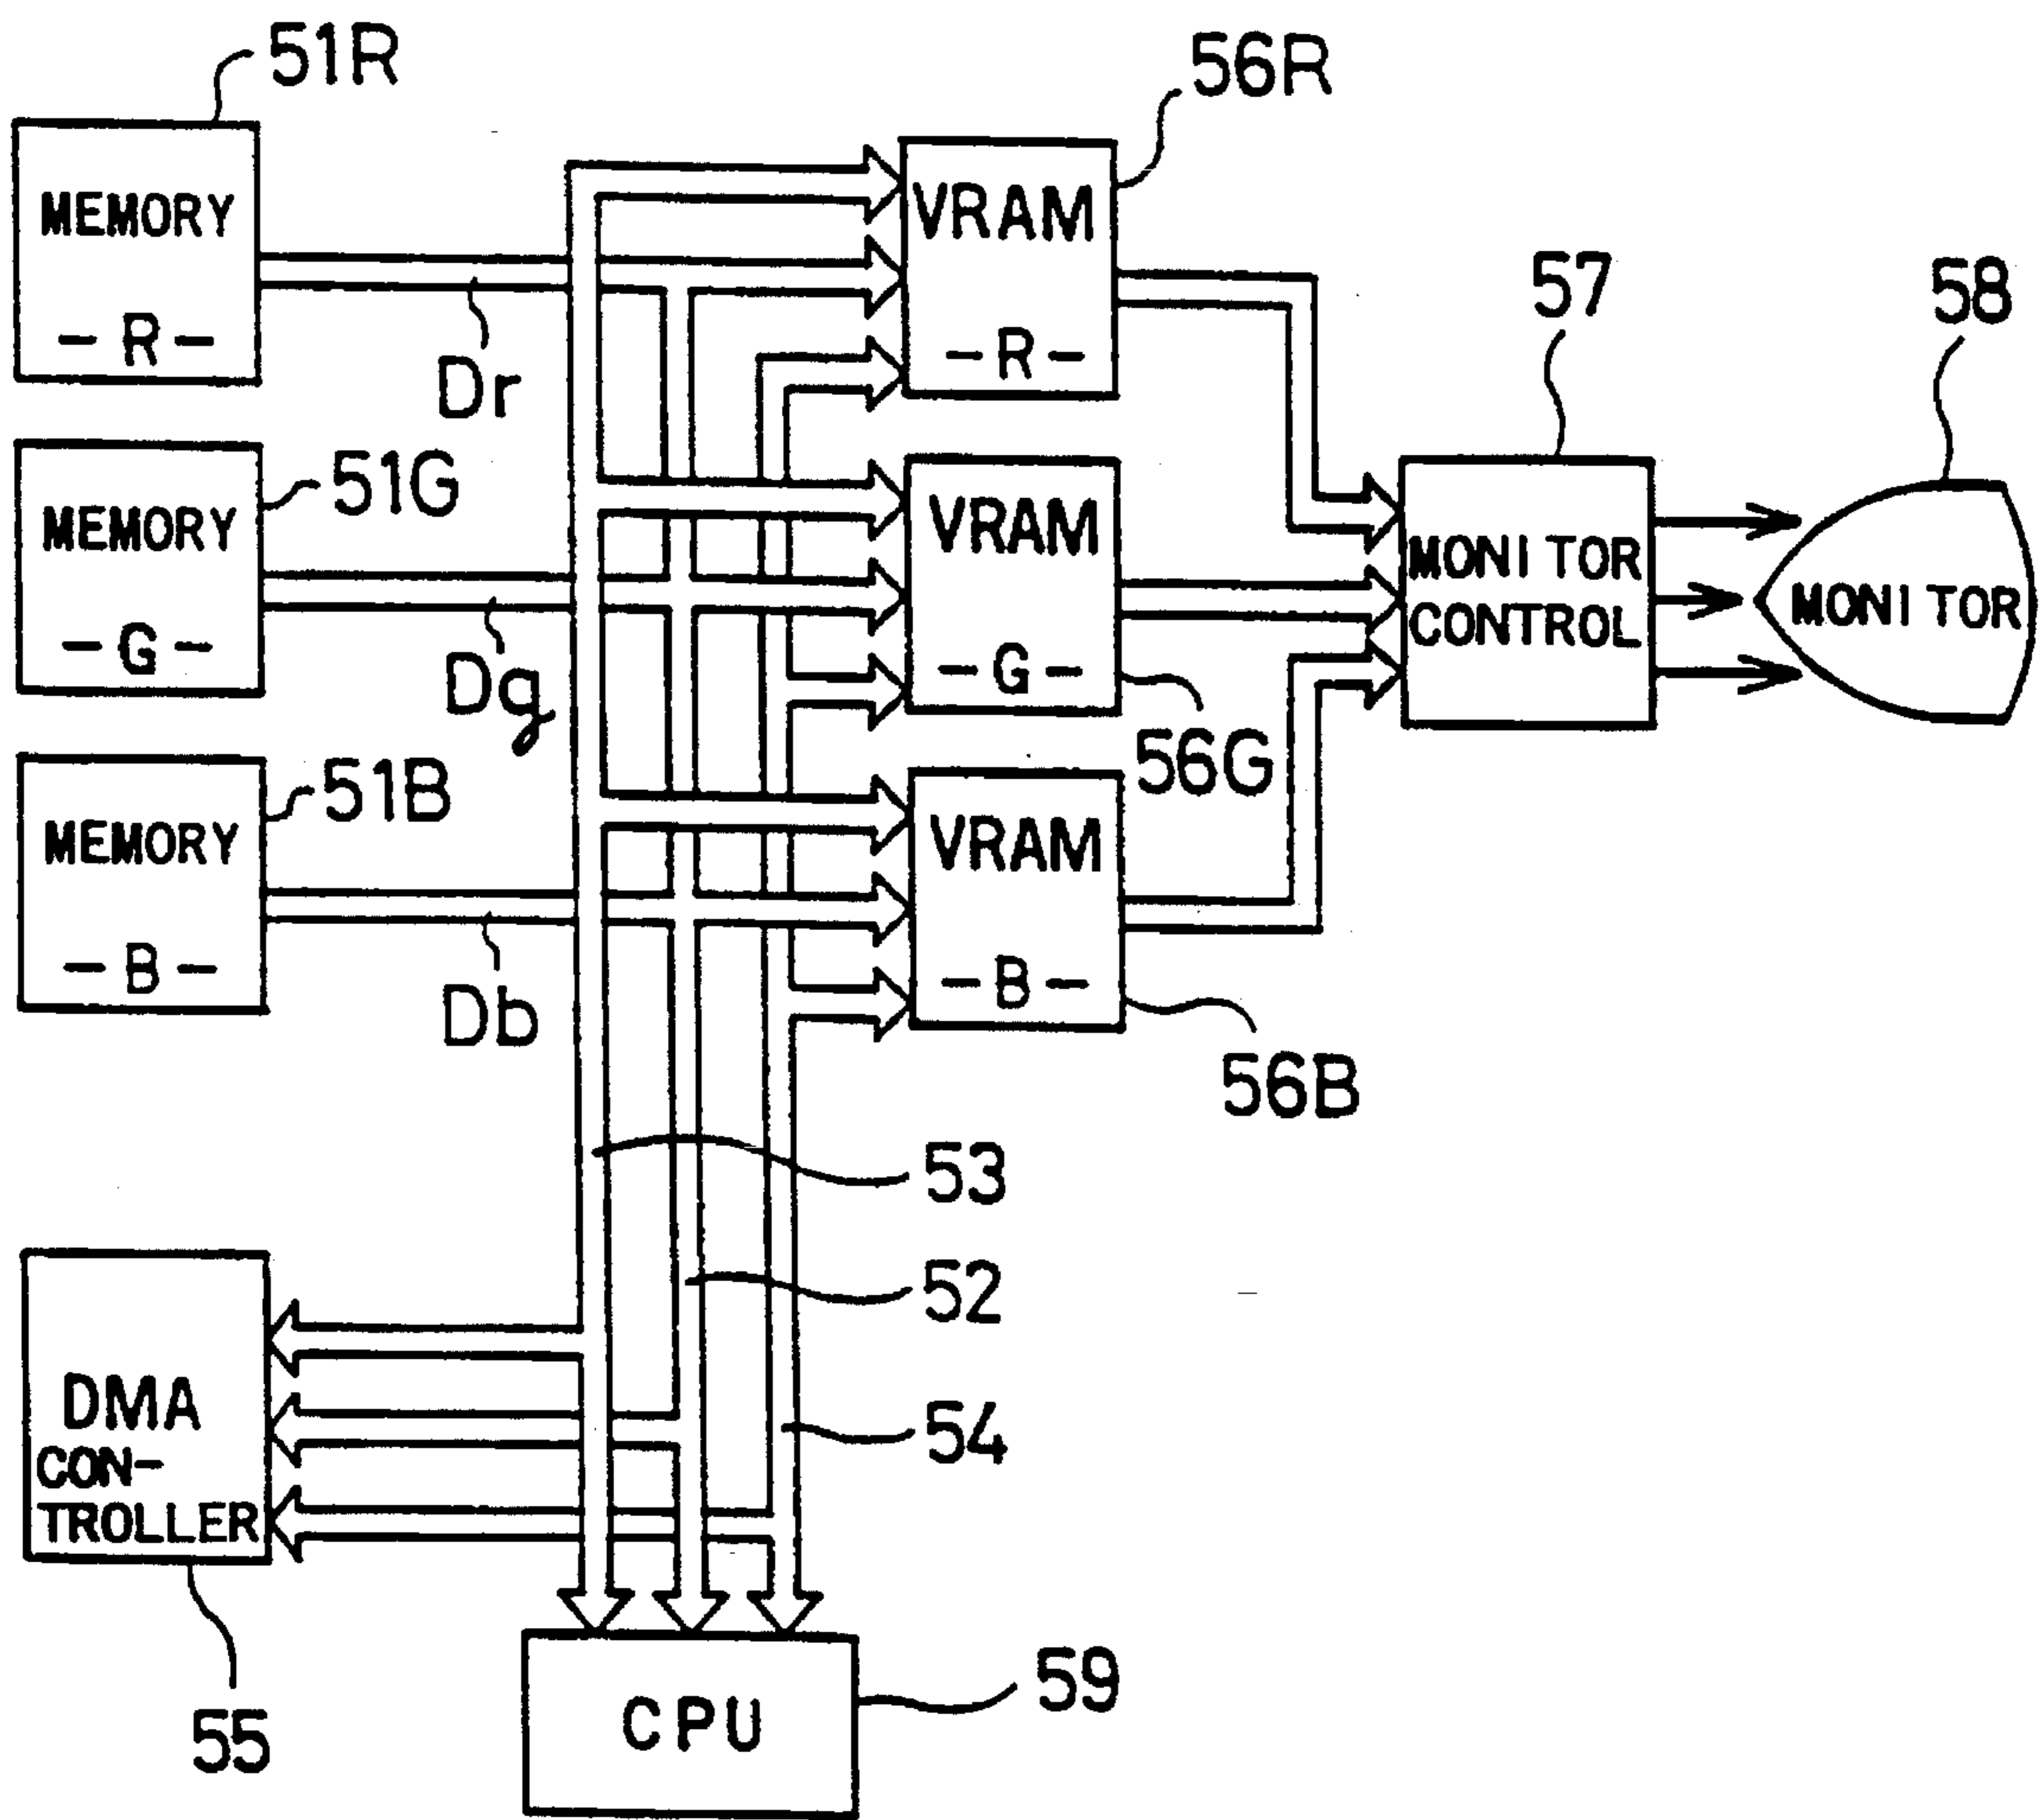 51R
56R
MEMORY
-R-
VRAM
-R-
57
58
Dr
51G
MEMORY
-G-
VRAM
-G-
MONITOR
CONTROL
MONITOR
Dg
56G
51B
MEMORY
-B-
VRAM
-B-
Db
56B
53
52
54
DMA
CON-
TROLLER
55
CPU
59